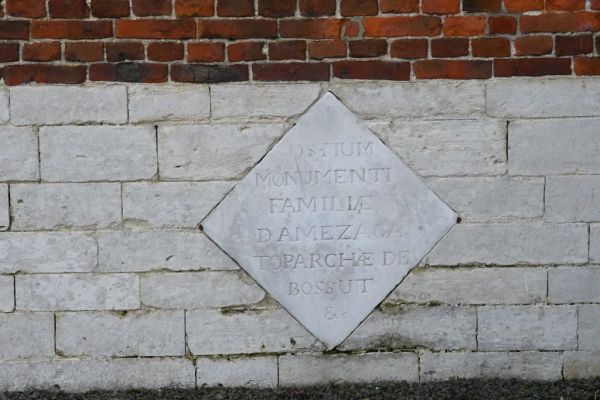 OSTIUM
MONUMENTI
FAMILIÆ
D'AMEZAGA
TOPARCHÆ DE
BOSSUT
&c